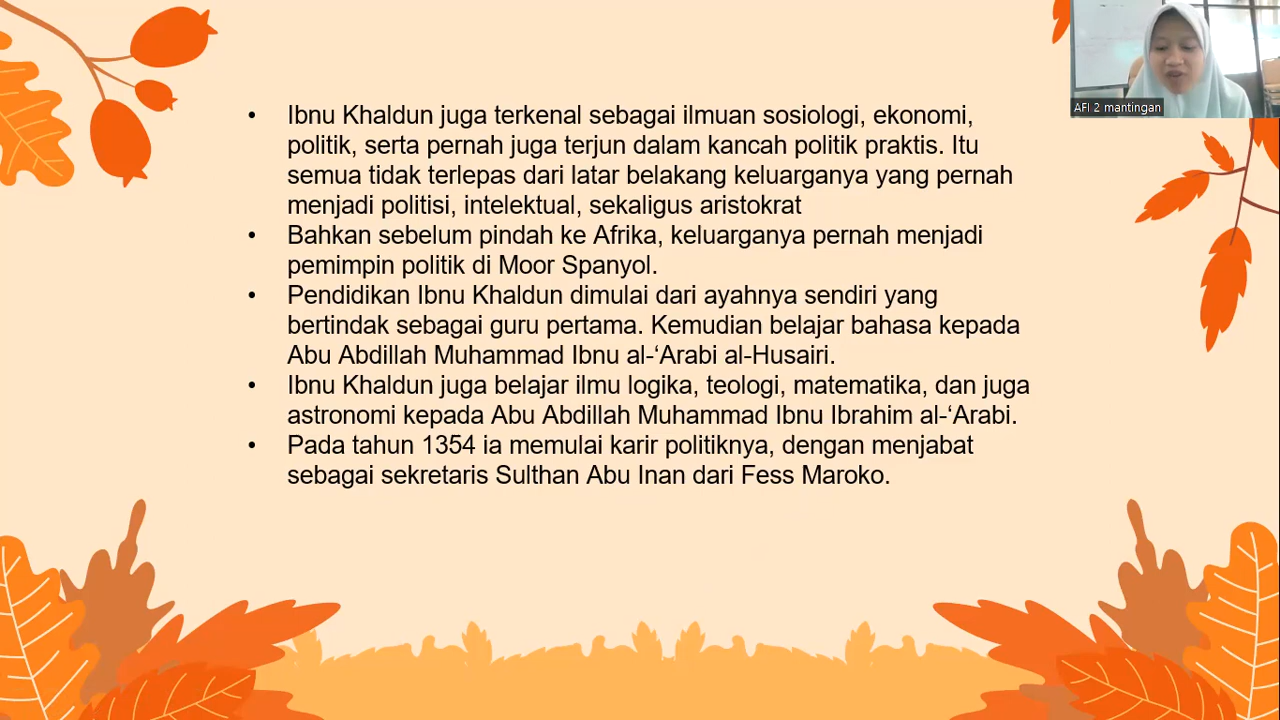 • Ibnu Khaldun juga terkenal sebagai ilmuan sosiologi, ekonomi,
politik, serta pernah juga terjun dalam kancah politik praktis. Itu
semua tidak terlepas dari latar belakang keluarganya yang pernah
menjadi politisi, intelektual, sekaligus aristokrat
• Bahkan sebelum pindah ke Afrika, keluarganya pernah menjadi
pemimpin politik di Moor Spanyol.
• Pendidikan Ibnu Khaldun dimulai dari ayahnya sendiri yang
bertindak sebagai guru pertama. Kemudian belajar bahasa kepada
Abu Abdillah Muhammad Ibnu al-‘Arabi al-Husairi.
• Ibnu Khaldun juga belajar ilmu logika, teologi, matematika, dan juga
astronomi kepada Abu Abdillah Muhammad Ibnu Ibrahim al-‘Arabi.
• Pada tahun 1354 ia memulai karir politiknya, dengan menjabat
sebagai sekretaris Sulthan Abu Inan dari Fess Maroko.
AFI 2 mantingan